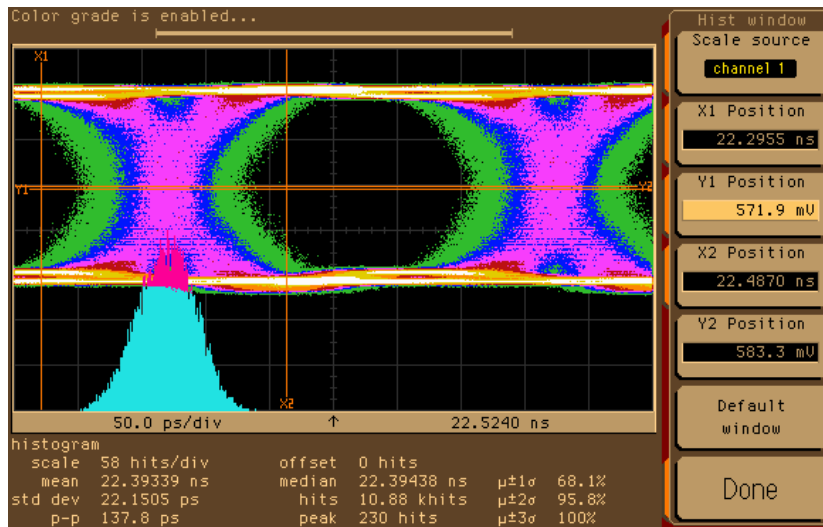 Color grade is enabled...
Hist window
Scale source
channel 1
X1 Position
22.2955 ns
Y1 Position
571.9 mV
X2 Position
22.4870 ns
Y2 Position
583.3 mV
Default
window
Done
X1
Y1
Y2
X2
50.0 ps/div ↑ 22.5240 ns
histogram
scale 58 hits/div offset 0 hits
mean 22.39339 ns median 22.39438 ns μ±1σ 68.1%
std dev 22.1505 ps hits 10.88 khits μ±2σ 95.8%
p-p 137.8 ps peak 230 hits μ±3σ 100%